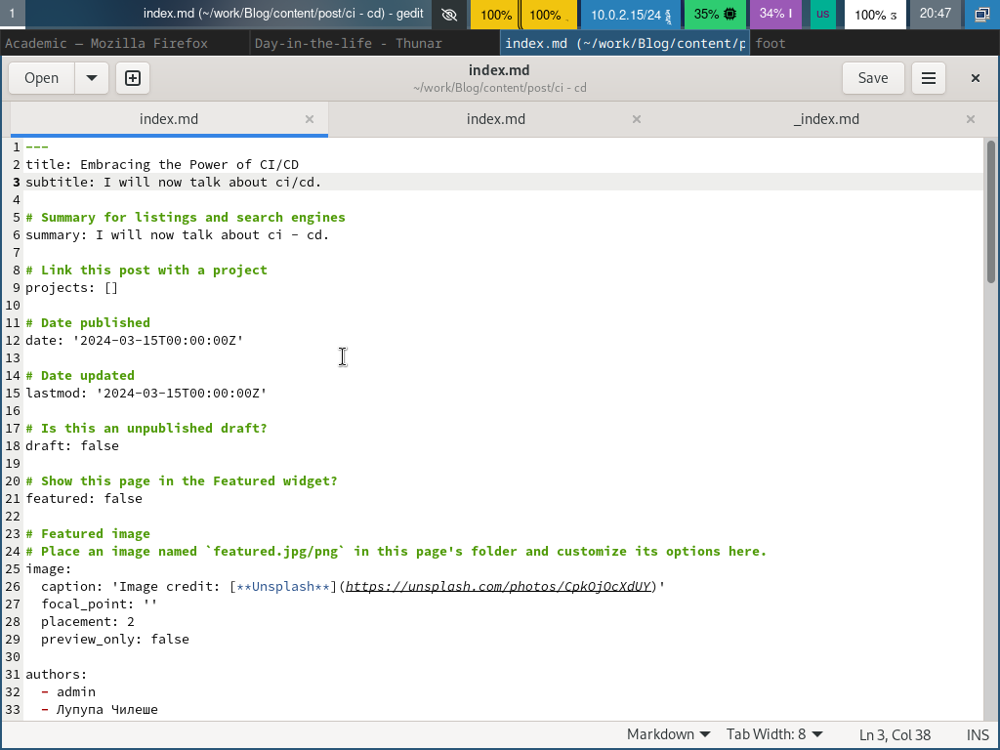 1
index.md (~/work/Blog/content/post/ci - cd) - gedit
100%
100%
10.0.2.15/24
35%
34%
us
100%
20:47
Academic — Mozilla Firefox
Day-in-the-life - Thunar
index.md (~/work/Blog/content/p
foot
Open
index.md
~/work/Blog/content/post/ci - cd
Save
index.md
index.md
_index.md
1 ---
2 title: Embracing the Power of CI/CD
3 subtitle: I will now talk about ci/cd.
4
5 # Summary for listings and search engines
6 summary: I will now talk about ci - cd.
7
8 # Link this post with a project
9 projects: []
10
11 # Date published
12 date: '2024-03-15T00:00:00Z'
13
14 # Date updated
15 lastmod: '2024-03-15T00:00:00Z'
16
17 # Is this an unpublished draft?
18 draft: false
19
20 # Show this page in the Featured widget?
21 featured: false
22
23 # Featured image
24 # Place an image named `featured.jpg/png` in this page's folder and customize its options here.
25 image:
26   caption: 'Image credit: [**Unsplash**](https://unsplash.com/photos/CpkOjOcXdUY)'
27   focal_point: ''
28   placement: 2
29   preview_only: false
30
31 authors:
32   - admin
33   - Лупупа Чилеше
Markdown
Tab Width: 8
Ln 3, Col 38
INS